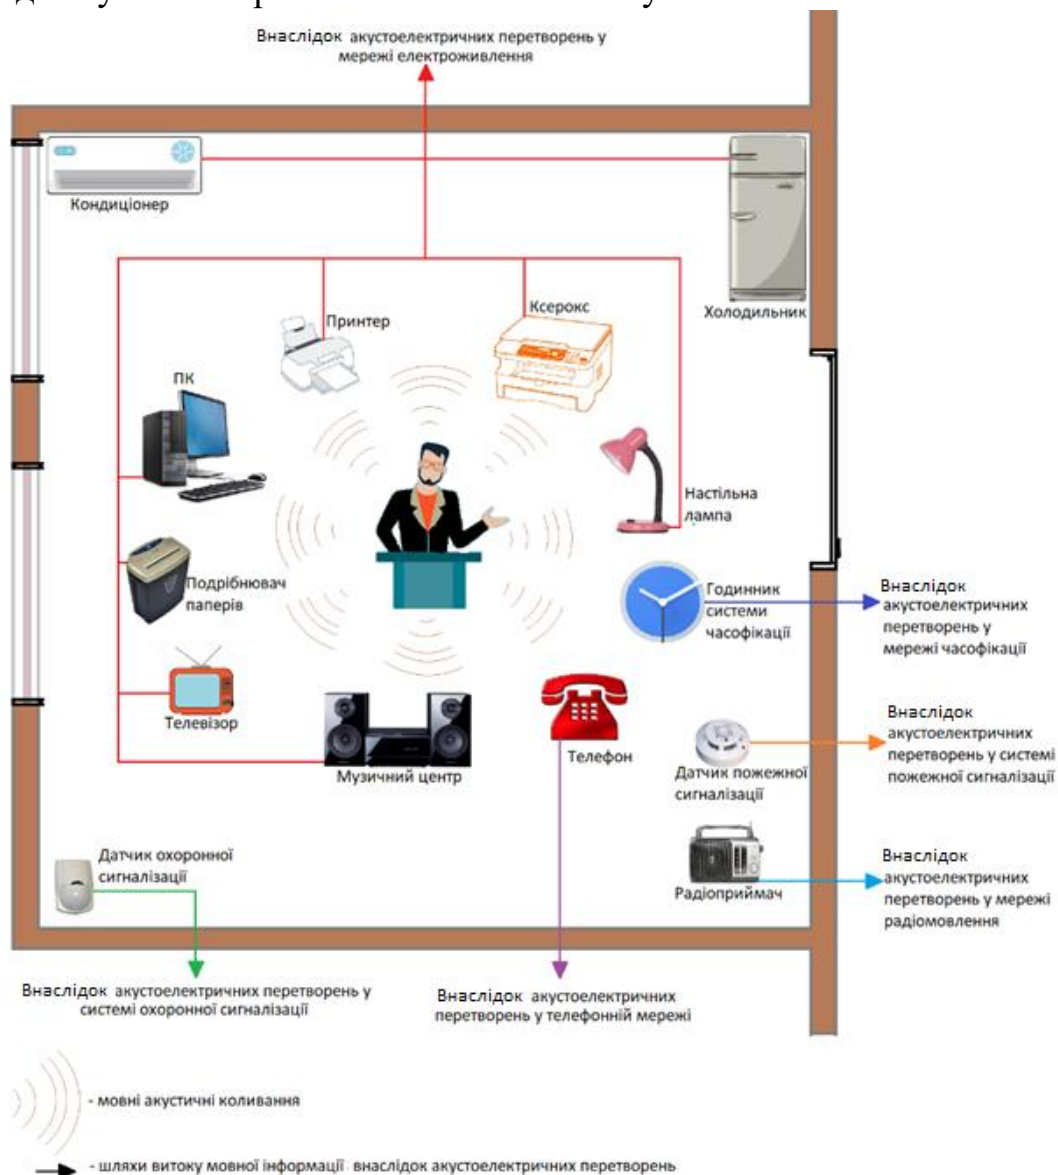 Внаслідок акустоелектричних перетворень у
мережі електроживлення
Кондиціонер
Холодильник
Принтер
Ксерокс
ПК
Настільна
лампа
Подрібнювач
паперів
Годинник
системи
часофікації
Внаслідок
акустоелектричних
перетворень у
мережі часофікації
Телевізор
Музичний центр
Телефон
Датчик пожежної
сигналізації
Внаслідок
акустоелектричних
перетворень у системі
пожежної сигналізації
Датчик охоронної
сигналізації
Радіоприймач
Внаслідок
акустоелектричних
перетворень у мережі
радіомовлення
Внаслідок акустоелектричних перетворень у
системі охоронної сигналізації
Внаслідок акустоелектричних
перетворень у телефонній мережі
- мовні акустичні коливання
- шляхи витоку мовної інформації внаслідок акустоелектричних перетворень